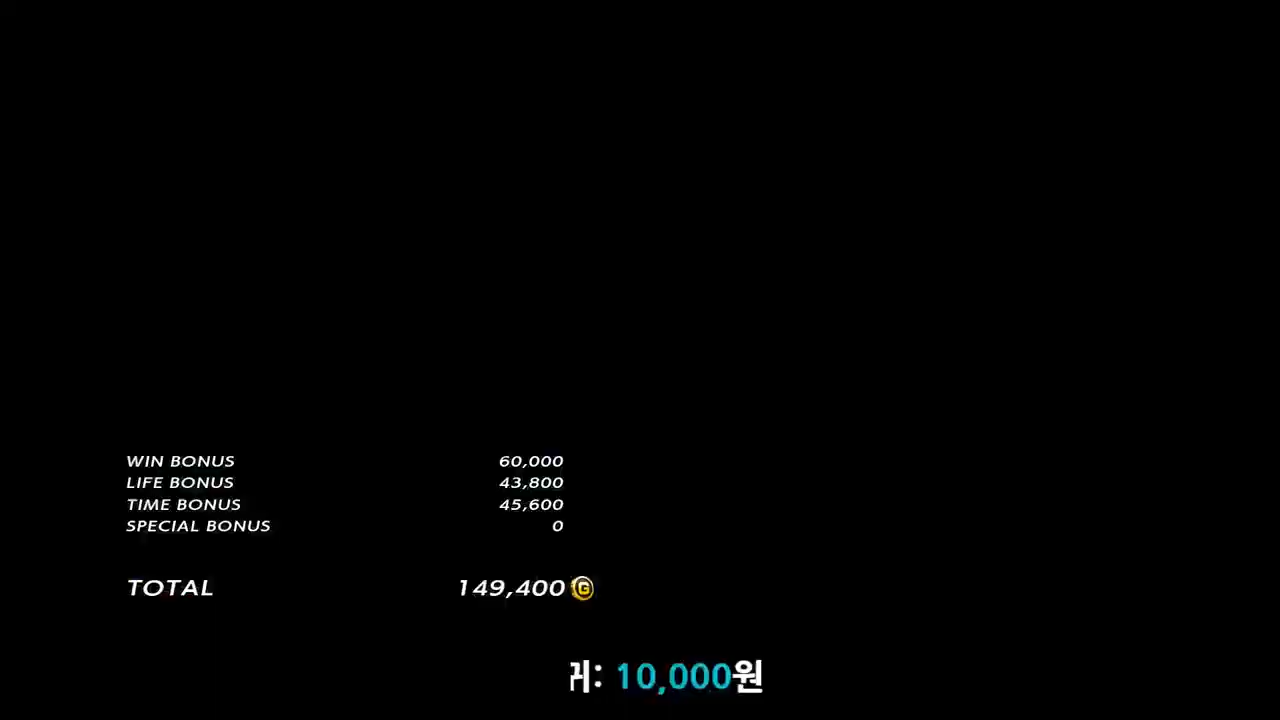 WIN BONUS 60,000
LIFE BONUS 43,800
TIME BONUS 45,600
SPECIAL BONUS 0
TOTAL 149,400 G
: 10,000원